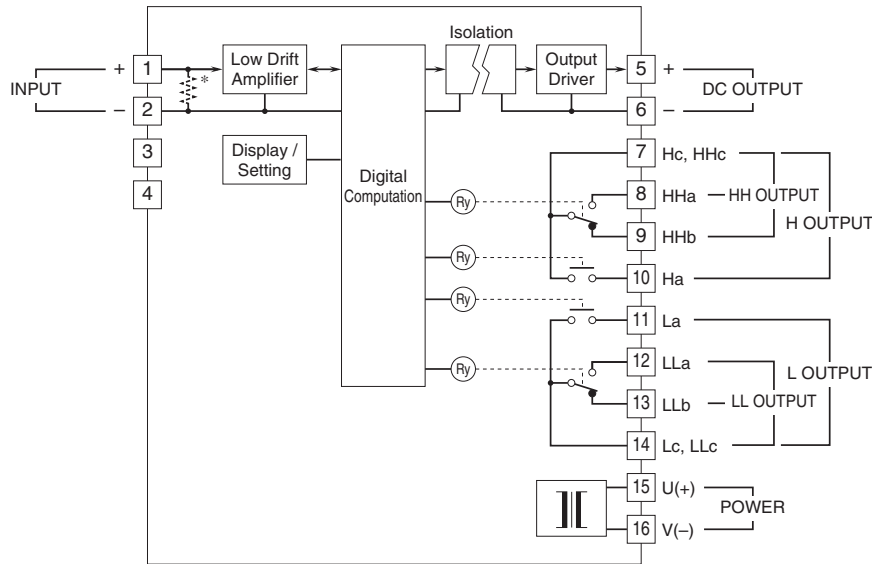 Isolation
INPUT
+
1
*
Low Drift
Amplifier
Output
Driver
5
+
DC OUTPUT
–
2
6
–
3
Display /
Setting
4
Digital
Computation
7
Hc, HHc
Ry
8
HHa
HH OUTPUT
9
HHb
H OUTPUT
Ry
10
Ha
Ry
11
La
Ry
12
LLa
L OUTPUT
13
LLb
LL OUTPUT
14
Lc, LLc
15
U(+)
POWER
16
V(–)